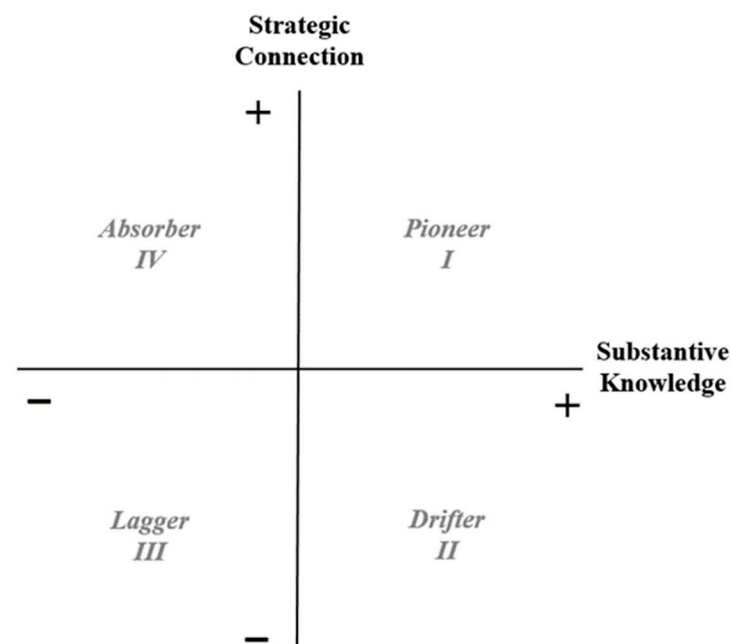 Strategic
Connection
+
Absorber
IV
Pioneer
I
Substantive
Knowledge
−
+
Lagger
III
Drifter
II
−